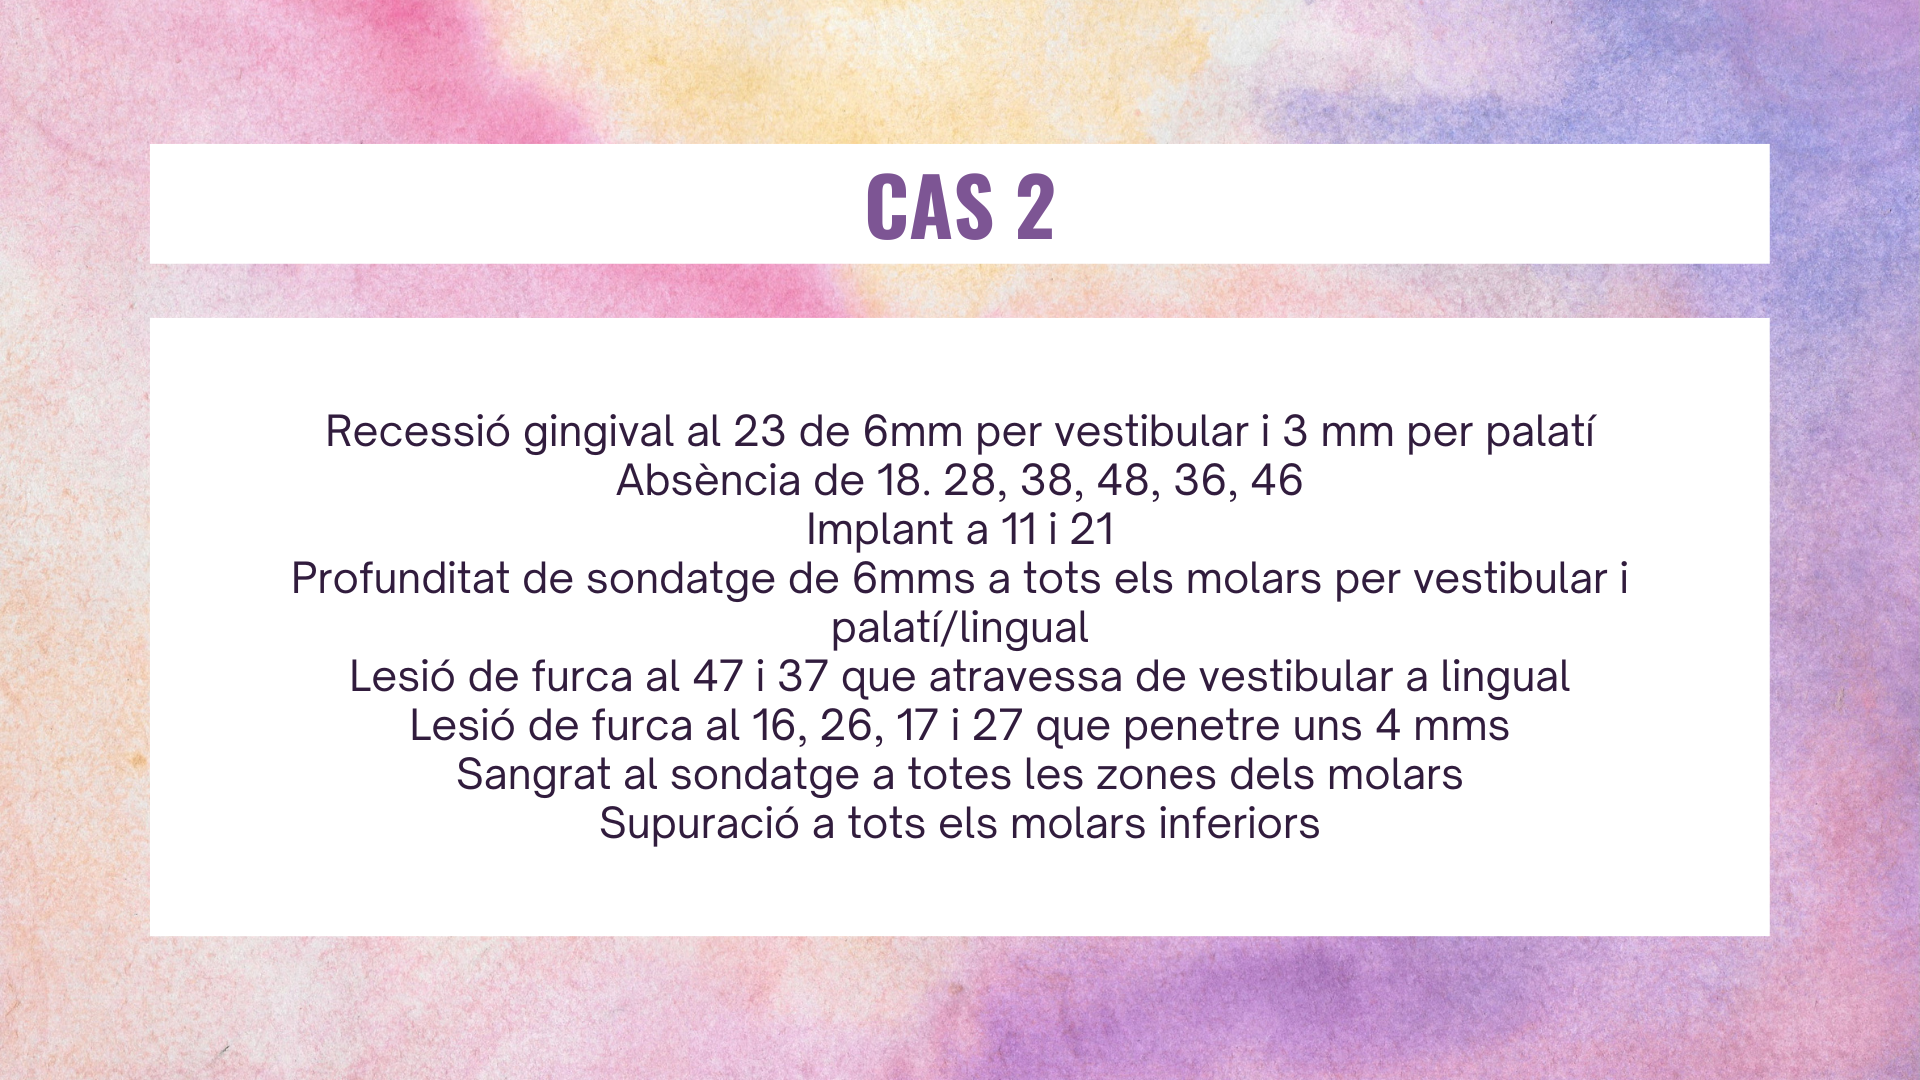 CAS 2
Recessió gingival al 23 de 6mm per vestibular i 3 mm per palatí
Absència de 18. 28, 38, 48, 36, 46
Implant a 11 i 21
Profunditat de sondatge de 6mms a tots els molars per vestibular i
palatí/lingual
Lesió de furca al 47 i 37 que atravessa de vestibular a lingual
Lesió de furca al 16, 26, 17 i 27 que penetre uns 4 mms
Sangrat al sondatge a totes les zones dels molars
Supuració a tots els molars inferiors